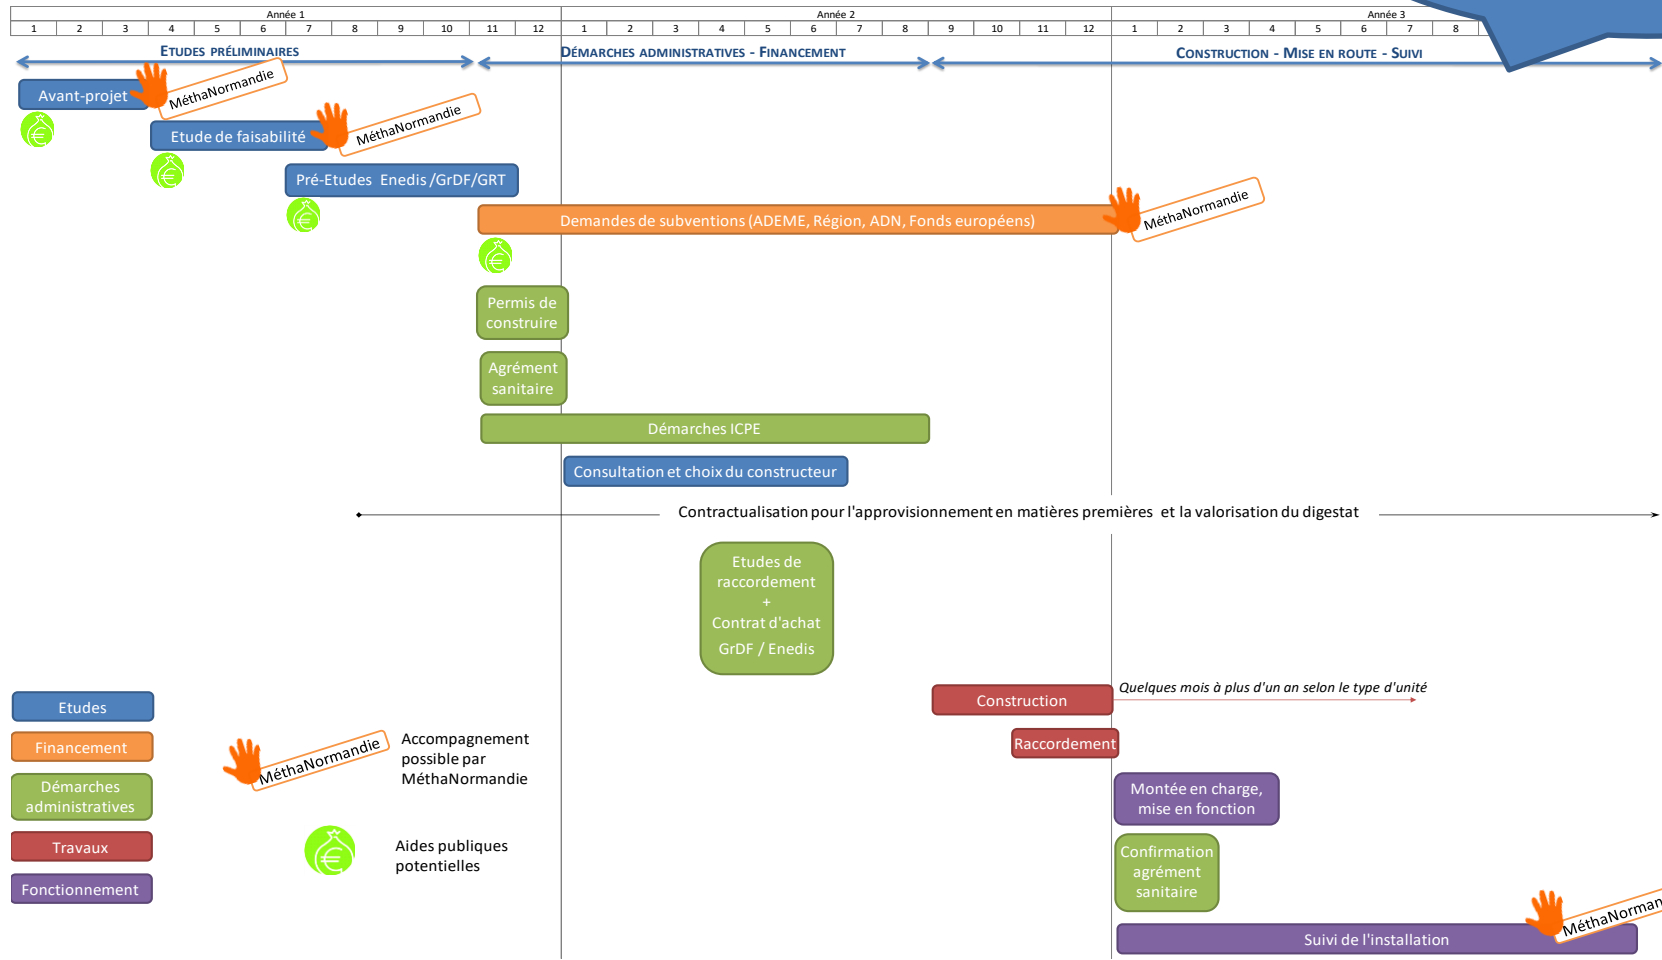 Année 1 Année 2 Année 3
1 2 3 4 5 6 7 8 9 10 11 12 1 2 3 4 5 6 7 8 9 10 11 12 1 2 3 4 5 6 7 8
ETUDES PRÉLIMINAIRES DÉMARCHES ADMINISTRATIVES - FINANCEMENT CONSTRUCTION - MISE EN ROUTE - SUIVI
Avant-projet
MéthaNormandie
Etude de faisabilité
MéthaNormandie
Pré-Etudes Enedis /GrDF/GRT
Demandes de subventions (ADEME, Région, ADN, Fonds européens)
MéthaNormandie
Permis de
construire
Agrément
sanitaire
Démarches ICPE
Consultation et choix du constructeur
Contractualisation pour l'approvisionnement en matières premières et la valorisation du digestat
Etudes de
raccordement
+
Contrat d'achat
GrDF / Enedis
Construction
Quelques mois à plus d'un an selon le type d'unité
Raccordement
Montée en charge,
mise en fonction
Confirmation
agrément
sanitaire
Suivi de l'installation
MéthaNorman
Etudes
Financement
Démarches
administratives
Travaux
Fonctionnement
MéthaNormandie
Accompagnement
possible par
MéthaNormandie
Aides publiques
potentielles